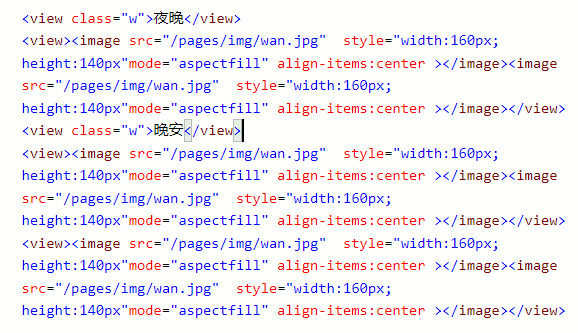 <view class="w">夜晚</view>
<view><image src="/pages/img/wan.jpg"  style="width:160px;
height:140px"mode="aspectfill" align-items:center ></image><image
src="/pages/img/wan.jpg"  style="width:160px;
height:140px"mode="aspectfill" align-items:center ></image></view>
<view class="w">晚安</view>
<view><image src="/pages/img/wan.jpg"  style="width:160px;
height:140px"mode="aspectfill" align-items:center ></image><image
src="/pages/img/wan.jpg"  style="width:160px;
height:140px"mode="aspectfill" align-items:center ></image></view>
<view><image src="/pages/img/wan.jpg"  style="width:160px;
height:140px"mode="aspectfill" align-items:center ></image><image
src="/pages/img/wan.jpg"  style="width:160px;
height:140px"mode="aspectfill" align-items:center ></image></view>